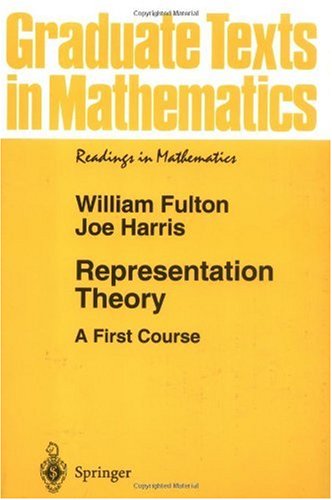 Graduate Texts
in Mathematics
Readings in Mathematics
William Fulton
Joe Harris
Representation
Theory
A First Course
Springer